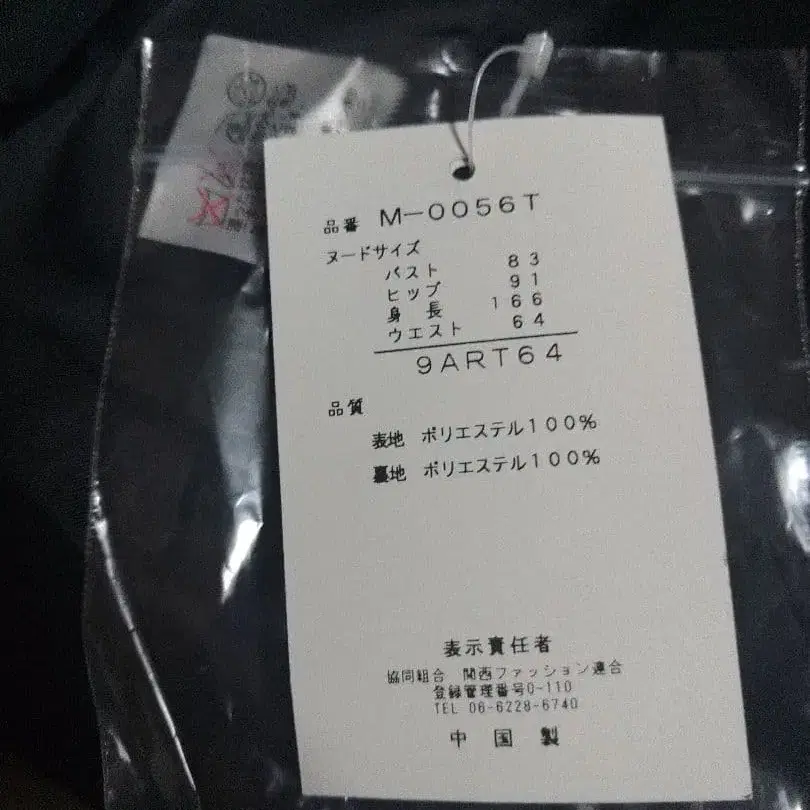 品番 M-0056T
ヌードサイズ
バスト 83
ヒップ 91
身長 166
ウエスト 64
9ART64
品質
表地 ポリエステル100%
裏地 ポリエステル100%
表示責任者
協同組合 関西ファッション連合
登録管理番号0-110
TEL 06-6228-6740
中国製